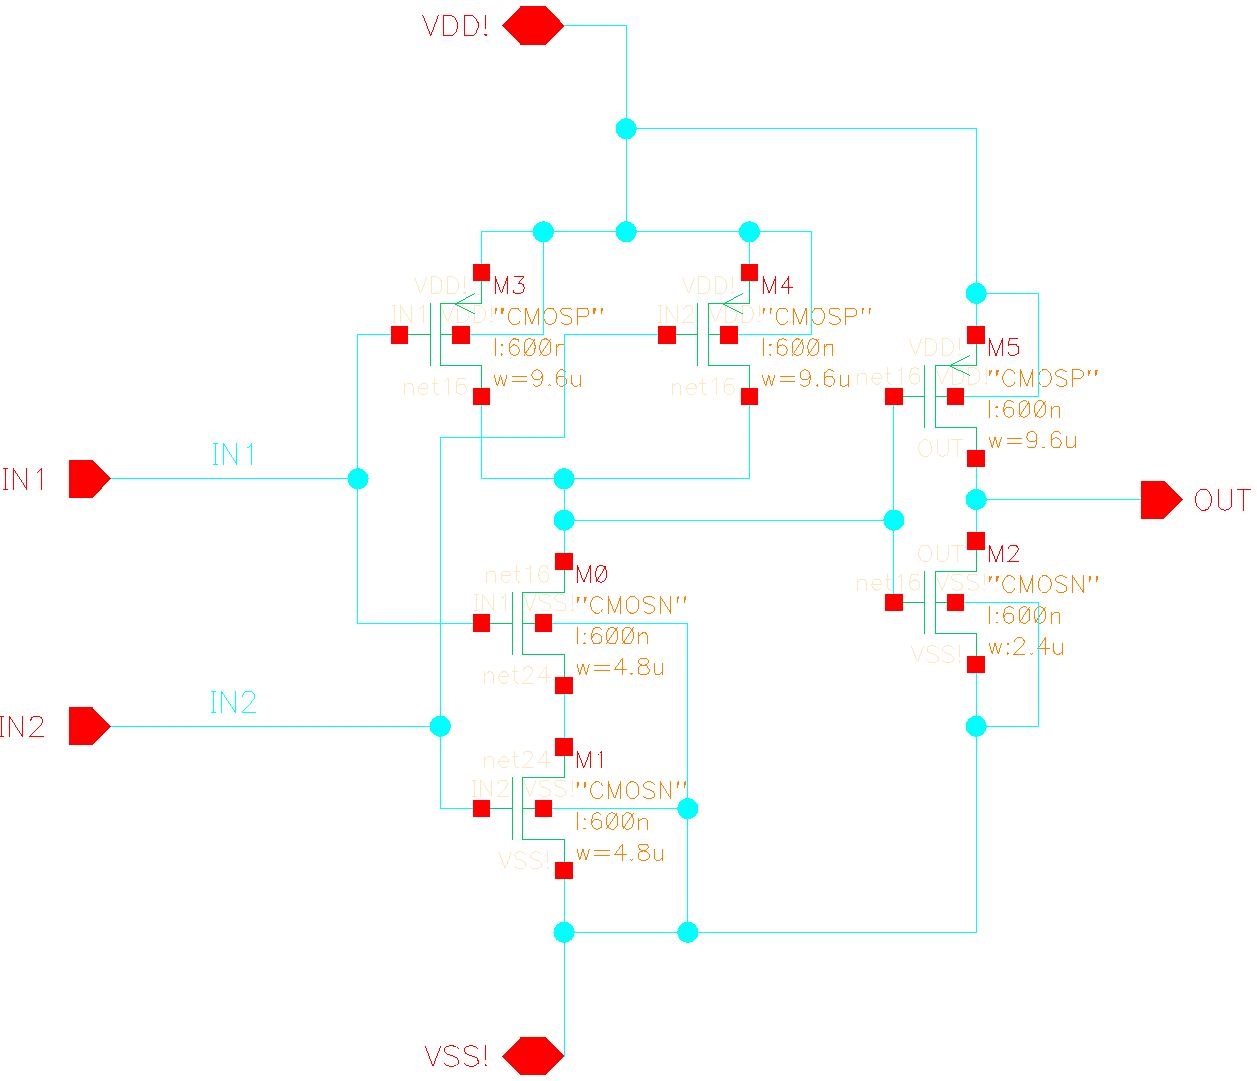 VDD!
VDD!
M3
IN1
VDD!
"CMOSP"
l:600n
w=9.6u
net16
VDD!
M4
IN2
VDD!
"CMOSP"
l:600n
w=9.6u
net16
VDD!
M5
net16
VDD!
"CMOSP"
l:600n
w=9.6u
OUT
IN1
IN1
OUT
OUT
M2
net16
VSS!
"CMOSN"
l:600n
w:2.4u
VSS!
net16
M0
IN1
VSS!
"CMOSN"
l:600n
w=4.8u
net24
IN2
IN2
net24
M1
IN2
VSS!
"CMOSN"
l:600n
w=4.8u
VSS!
VSS!